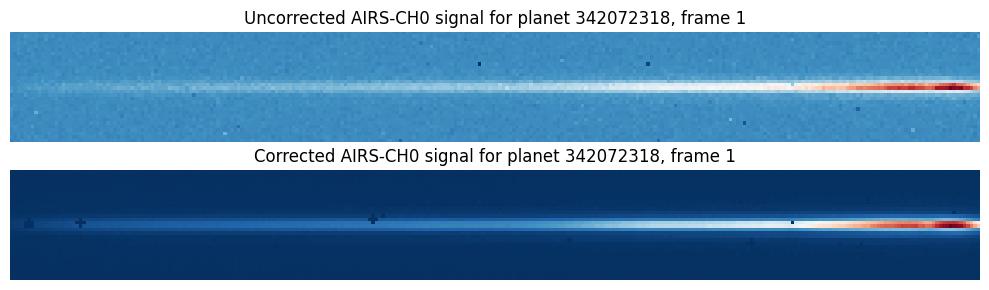 Uncorrected AIRS-CH0 signal for planet 342072318, frame 1
Corrected AIRS-CH0 signal for planet 342072318, frame 1